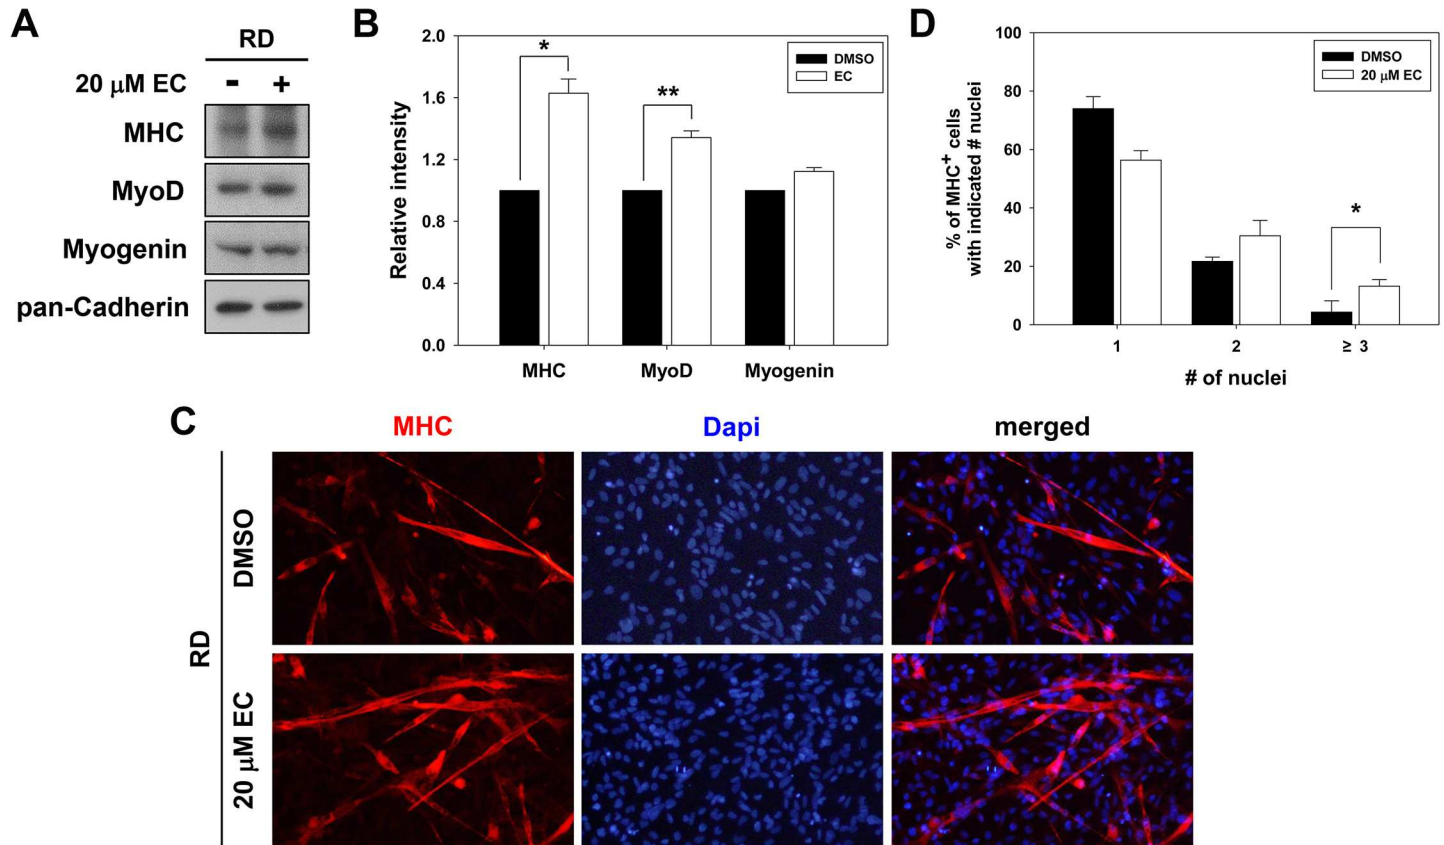 A
RD
20 μM EC - +
MHC
MyoD
Myogenin
pan-Cadherin
B
2.0
1.6
1.2
0.8
0.4
0.0
Relative intensity
*
**
DMSO
EC
MHC MyoD Myogenin
D
100
80
60
40
20
0
% of MHC+ cells
with indicated # nuclei
DMSO
20 μM EC
*
1 2 ≥ 3
# of nuclei
C
MHC Dapi merged
RD
DMSO
20 μM EC